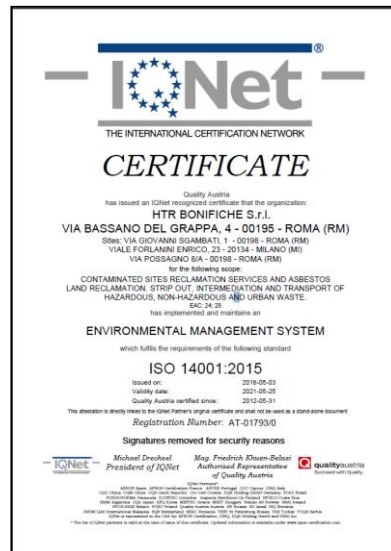 IQNet ®
THE INTERNATIONAL CERTIFICATION NETWORK
CERTIFICATE
Quality Austria
has issued an IQNet recognized certificate that the organization:
HTR BONIFICHE S.r.l.
VIA BASSANO DEL GRAPPA, 4 - 00195 - ROMA (RM)
Sites: VIA GIOVANNI SGAMBATI, 1 - 00198 - ROMA (RM)
VIALE FORLANINI ENRICO, 23 - 20134 - MILANO (MI)
VIA POSSAGNO 8/A - 00198 - ROMA (RM)
for the following scope:
CONTAMINATED SITES RECLAMATION SERVICES AND ASBESTOS
LAND RECLAMATION. STRIP OUT, INTERMEDIATION AND TRANSPORT OF
HAZARDOUS, NON-HAZARDOUS AND URBAN WASTE.
EAC: 24; 28
has implemented and maintains an
ENVIRONMENTAL MANAGEMENT SYSTEM
which fulfils the requirements of the following standard
ISO 14001:2015
Issued on: 2018-05-03
Validity date: 2021-05-25
Quality Austria certified since: 2012-05-31
This attestation is directly linked to the IQNet Partner's original certificate and shall not be used as a stand-alone document
Registration Number: AT-01793/0
Signatures removed for security reasons
IQNet
Michael Drechsel
President of IQNet
Mag. Friedrich Khuen-Belasi
Authorised Representative
of Quality Austria
qualityaustria
Succeed with Quality
IQNet Partners*: